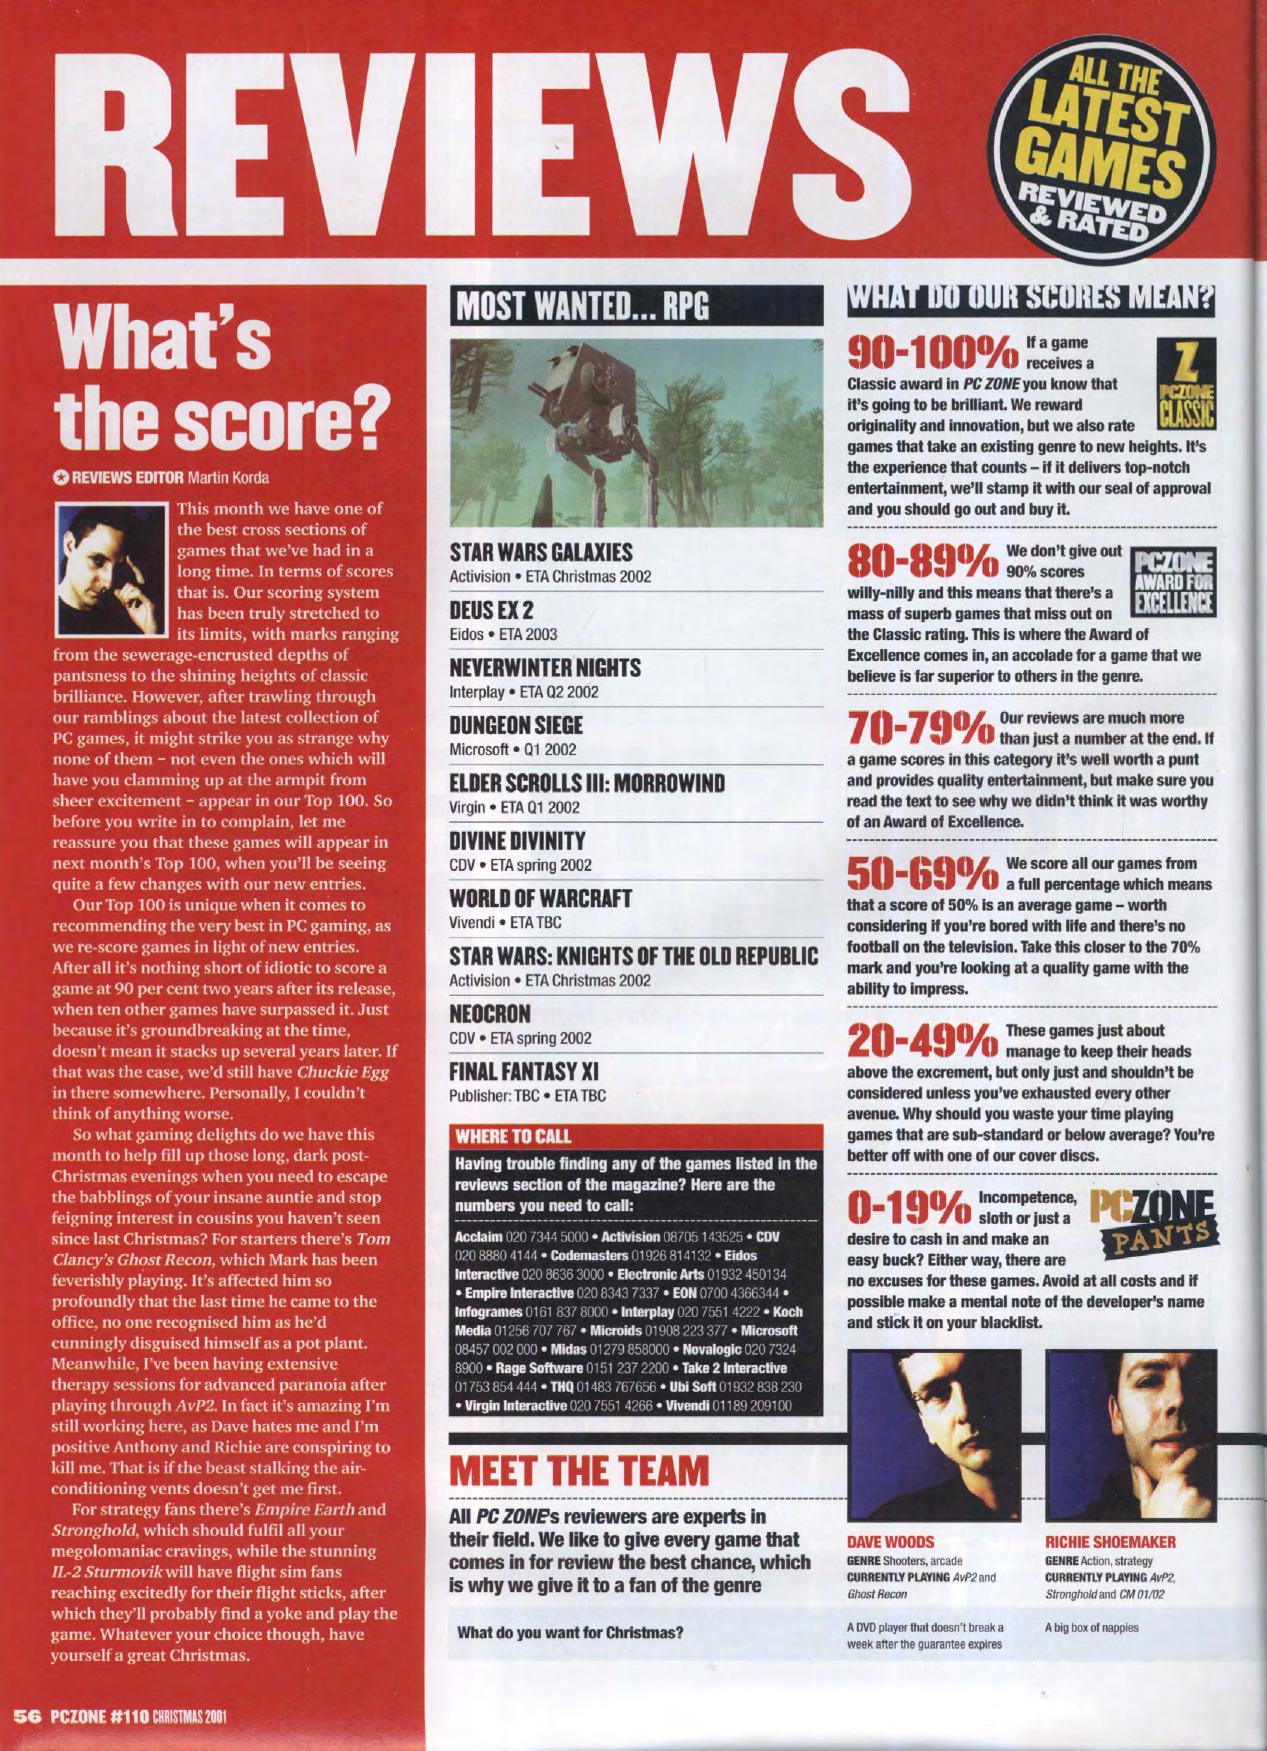 REVIEWS
ALL THE
LATEST
GAMES
REVIEWED
& RATED
What's
the score?
REVIEWS EDITOR Martin Korda
This month we have one of
the best cross sections of
games that we've had in a
long time. In terms of scores
that is. Our scoring system
has been truly stretched to
its limits, with marks ranging
from the sewerage-encrusted depths of
pantsness to the shining heights of classic
brilliance. However, after trawling through
our ramblings about the latest collection of
PC games, it might strike you as strange why
none of them – not even the ones which will
have you clamming up at the armpit from
sheer excitement – appear in our Top 100. So
before you write in to complain, let me
reassure you that these games will appear in
next month's Top 100, when you'll be seeing
quite a few changes with our new entries.
Our Top 100 is unique when it comes to
recommending the very best in PC gaming, as
we re-score games in light of new entries.
After all it's nothing short of idiotic to score a
game at 90 per cent two years after its release,
when ten other games have surpassed it. Just
because it's groundbreaking at the time,
doesn't mean it stacks up several years later. If
that was the case, we'd still have Chuckie Egg
in there somewhere. Personally, I couldn't
think of anything worse.
So what gaming delights do we have this
month to help fill up those long, dark post-
Christmas evenings when you need to escape
the babblings of your insane auntie and stop
feigning interest in cousins you haven't seen
since last Christmas? For starters there's Tom
Clancy's Ghost Recon, which Mark has been
feverishly playing. It's affected him so
profoundly that the last time he came to the
office, no one recognised him as he'd
cunningly disguised himself as a pot plant.
Meanwhile, I've been having extensive
therapy sessions for advanced paranoia after
playing through AvP2. In fact it's amazing I'm
still working here, as Dave hates me and I'm
positive Anthony and Richie are conspiring to
kill me. That is if the beast stalking the air-
conditioning vents doesn't get me first.
For strategy fans there's Empire Earth and
Stronghold, which should fulfil all your
megolomaniac cravings, while the stunning
IL-2 Sturmovik will have flight sim fans
reaching excitedly for their flight sticks, after
which they'll probably find a yoke and play the
game. Whatever your choice though, have
yourself a great Christmas.
MOST WANTED... RPG
STAR WARS GALAXIES
Activision • ETA Christmas 2002
DEUS EX 2
Eidos • ETA 2003
NEVERWINTER NIGHTS
Interplay • ETA Q2 2002
DUNGEON SIEGE
Microsoft • Q1 2002
ELDER SCROLLS III: MORROWIND
Virgin • ETA Q1 2002
DIVINE DIVINITY
CDV • ETA spring 2002
WORLD OF WARCRAFT
Vivendi • ETA TBC
STAR WARS: KNIGHTS OF THE OLD REPUBLIC
Activision • ETA Christmas 2002
NEOCRON
CDV • ETA spring 2002
FINAL FANTASY XI
Publisher: TBC • ETA TBC
WHERE TO CALL
Having trouble finding any of the games listed in the
reviews section of the magazine? Here are the
numbers you need to call:
Acclaim 020 7344 5000 • Activision 08705 143525 • CDV
020 8880 4144 • Codemasters 01926 814132 • Eidos
Interactive 020 8636 3000 • Electronic Arts 01932 450134
• Empire Interactive 020 8343 7337 • EON 0700 4366344 •
Infogrames 0161 837 8000 • Interplay 020 7551 4222 • Koch
Media 01256 707 767 • Microids 01908 223 377 • Microsoft
08457 002 000 • Midas 01279 858000 • Novalogic 020 7324
8900 • Rage Software 0151 237 2200 • Take 2 Interactive
01753 854 444 • THQ 01483 767656 • Ubi Soft 01932 838 230
• Virgin Interactive 020 7551 4266 • Vivendi 01189 209100
WHAT DO OUR SCORES MEAN?
90-100% If a game
receives a
Classic award in PC ZONE you know that
it's going to be brilliant. We reward
originality and innovation, but we also rate
games that take an existing genre to new heights. It's
the experience that counts – if it delivers top-notch
entertainment, we'll stamp it with our seal of approval
and you should go out and buy it.
Z
PCZONE
CLASSIC
80-89% We don't give out
90% scores
willy-nilly and this means that there's a
mass of superb games that miss out on
the Classic rating. This is where the Award of
Excellence comes in, an accolade for a game that we
believe is far superior to others in the genre.
PCZONE
AWARD FOR
EXCELLENCE
70-79% Our reviews are much more
than just a number at the end. If
a game scores in this category it's well worth a punt
and provides quality entertainment, but make sure you
read the text to see why we didn't think it was worthy
of an Award of Excellence.
50-69% We score all our games from
a full percentage which means
that a score of 50% is an average game – worth
considering if you're bored with life and there's no
football on the television. Take this closer to the 70%
mark and you're looking at a quality game with the
ability to impress.
20-49% These games just about
manage to keep their heads
above the excrement, but only just and shouldn't be
considered unless you've exhausted every other
avenue. Why should you waste your time playing
games that are sub-standard or below average? You're
better off with one of our cover discs.
0-19% Incompetence,
sloth or just a
desire to cash in and make an
easy buck? Either way, there are
no excuses for these games. Avoid at all costs and if
possible make a mental note of the developer's name
and stick it on your blacklist.
PCZONE
PANTS
MEET THE TEAM
All PC ZONE's reviewers are experts in
their field. We like to give every game that
comes in for review the best chance, which
is why we give it to a fan of the genre
What do you want for Christmas?
DAVE WOODS
GENRE Shooters, arcade
CURRENTLY PLAYING AvP2 and
Ghost Recon
A DVD player that doesn't break a
week after the guarantee expires
RICHIE SHOEMAKER
GENRE Action, strategy
CURRENTLY PLAYING AvP2,
Stronghold and CM 01/02
A big box of nappies
56 PCZONE #110 CHRISTMAS 2001